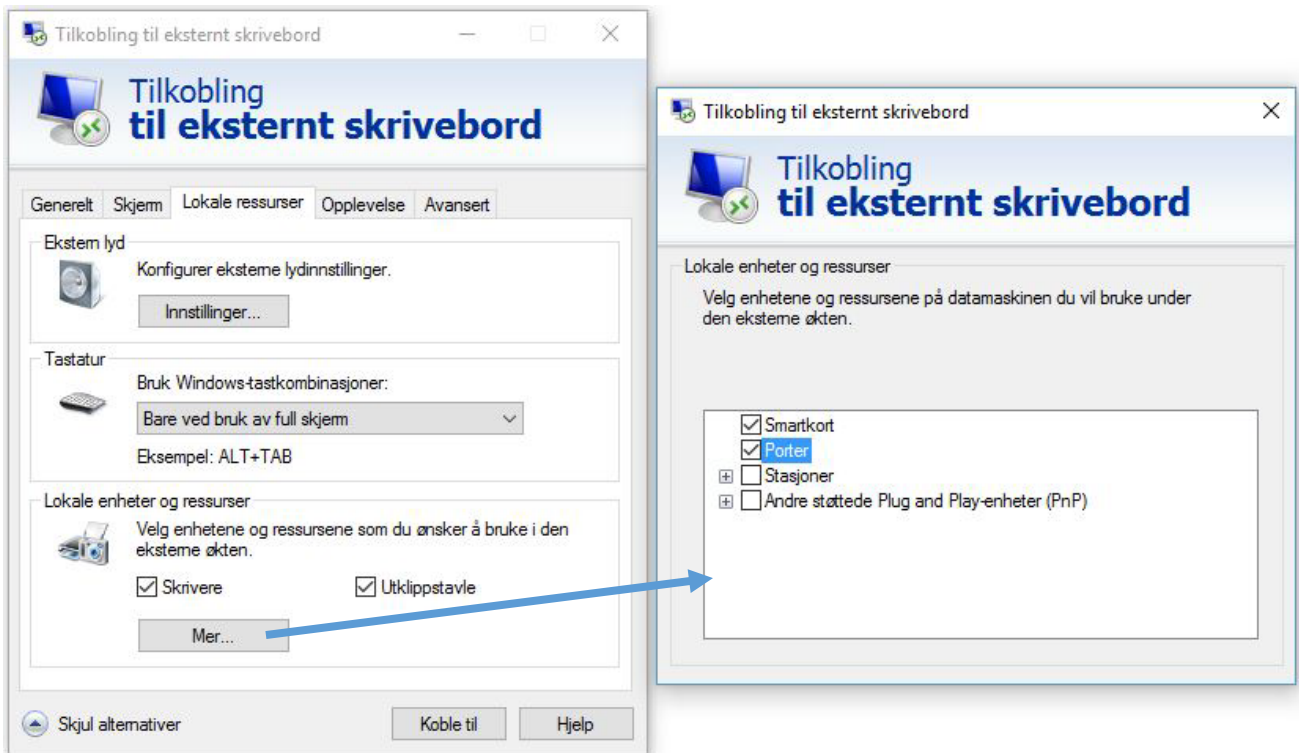 Tilkobling til eksternt skrivebord
Tilkobling
til eksternt skrivebord
Generelt Skjerm Lokale ressurser Opplevelse Avansert
Ekstern lyd
Konfigurer eksterne lydinnstillinger.
Innstillinger...
Tastatur
Bruk Windows-tastkombinasjoner:
Bare ved bruk av full skjerm
Eksempel: ALT+TAB
Lokale enheter og ressurser
Velg enhetene og ressursene som du ønsker å bruke i den
eksterne økten.
Skrivere Utklippstavle
Mer...
Skjul alternativer Koble til Hjelp
Tilkobling til eksternt skrivebord
Tilkobling
til eksternt skrivebord
Lokale enheter og ressurser
Velg enhetene og ressursene på datamaskinen du vil bruke under
den eksterne økten.
Smartkort
Porter
Stasjoner
Andre støttede Plug and Play-enheter (PnP)